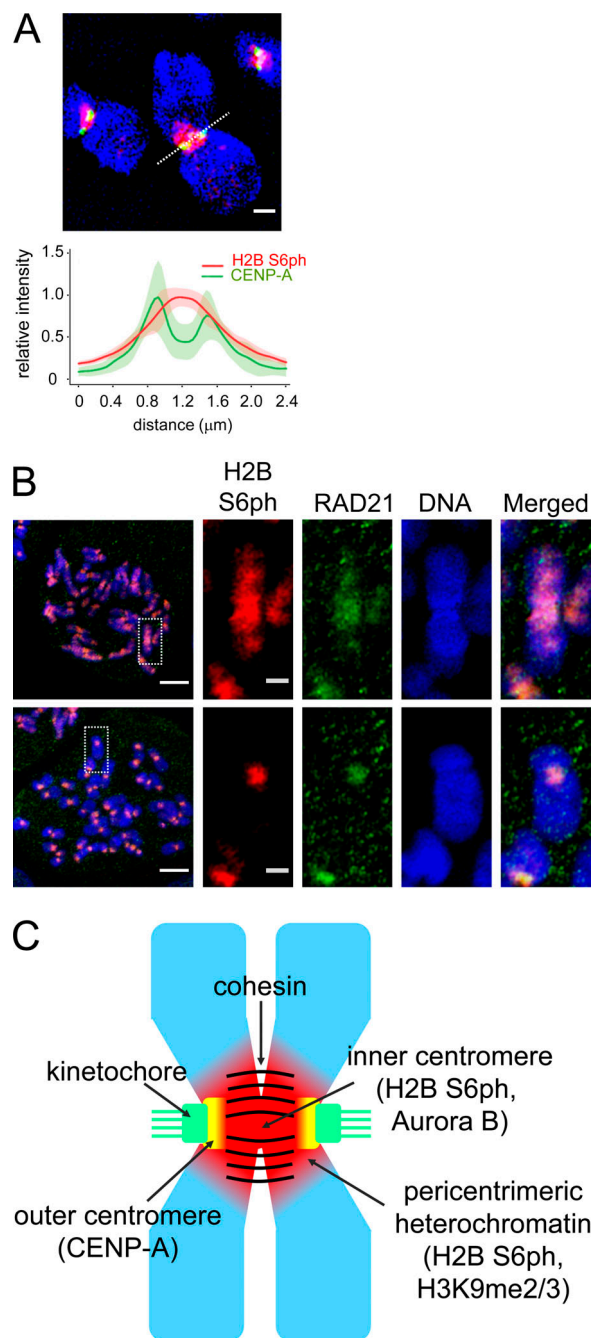 A
1.5
1.0
0.5
0
relative intensity
H2B S6ph
CENP-A
0 0.4 0.8 1.2 1.6 2.0 2.4
distance (µm)
B
H2B
S6ph RAD21 DNA Merged
C
cohesin
kinetochore
inner centromere
(H2B S6ph,
Aurora B)
outer centromere
(CENP-A)
pericentrimeric
heterochromatin
(H2B S6ph,
H3K9me2/3)